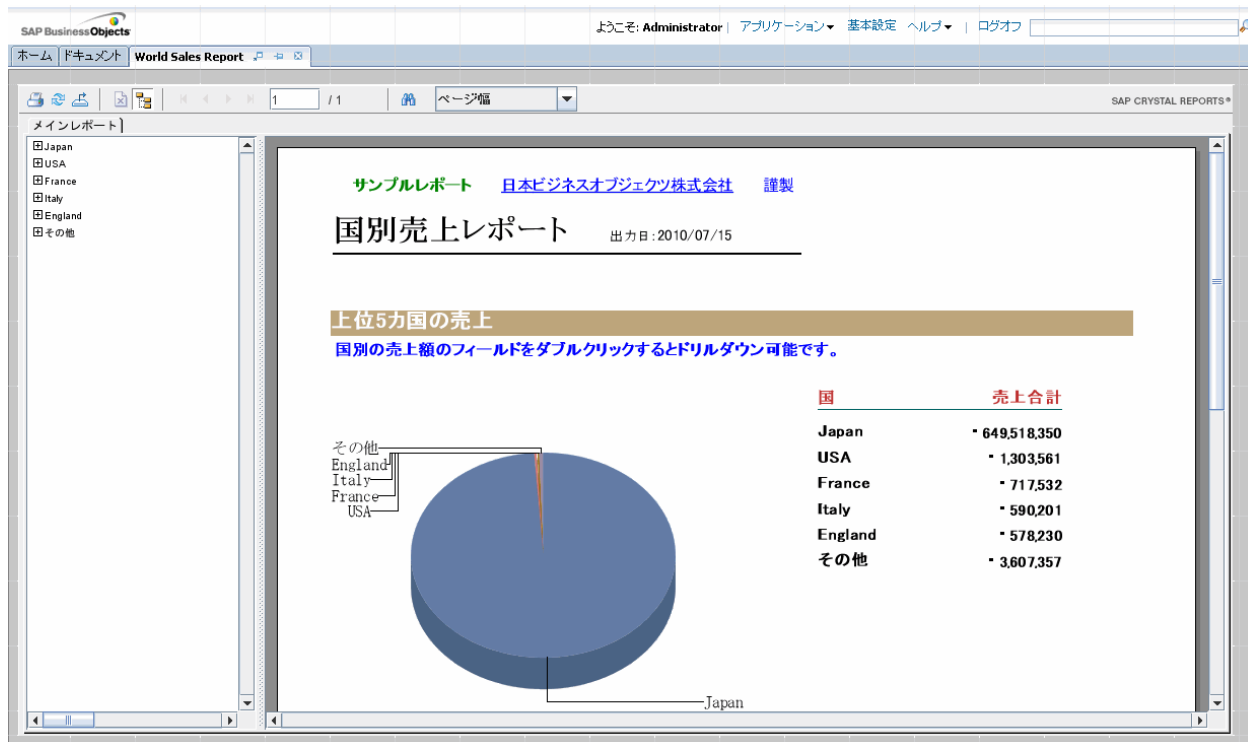 SAP BusinessObjects
ようこそ: Administrator | アプリケーション▾ 基本設定 ヘルプ▾ | ログオフ
ホーム ドキュメント World Sales Report
1 / 1 ページ幅 SAP CRYSTAL REPORTS®
メインレポート
Japan
USA
France
Italy
England
その他
サンプルレポート 日本ビジネスオブジェクツ株式会社 謹製
国別売上レポート 出力日:2010/07/15
上位5カ国の売上
国別の売上額のフィールドをダブルクリックするとドリルダウン可能です。
国 売上合計
Japan 649,518,350
USA 1,303,561
France 717,532
Italy 590,201
England 578,230
その他 3,607,357
その他
England
Italy
France
USA
Japan